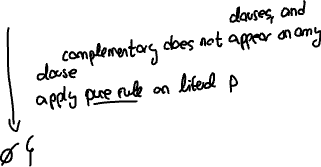 clauses, and
complementary does not appear on any
clause
apply pure rule on literal p
∅ ξ